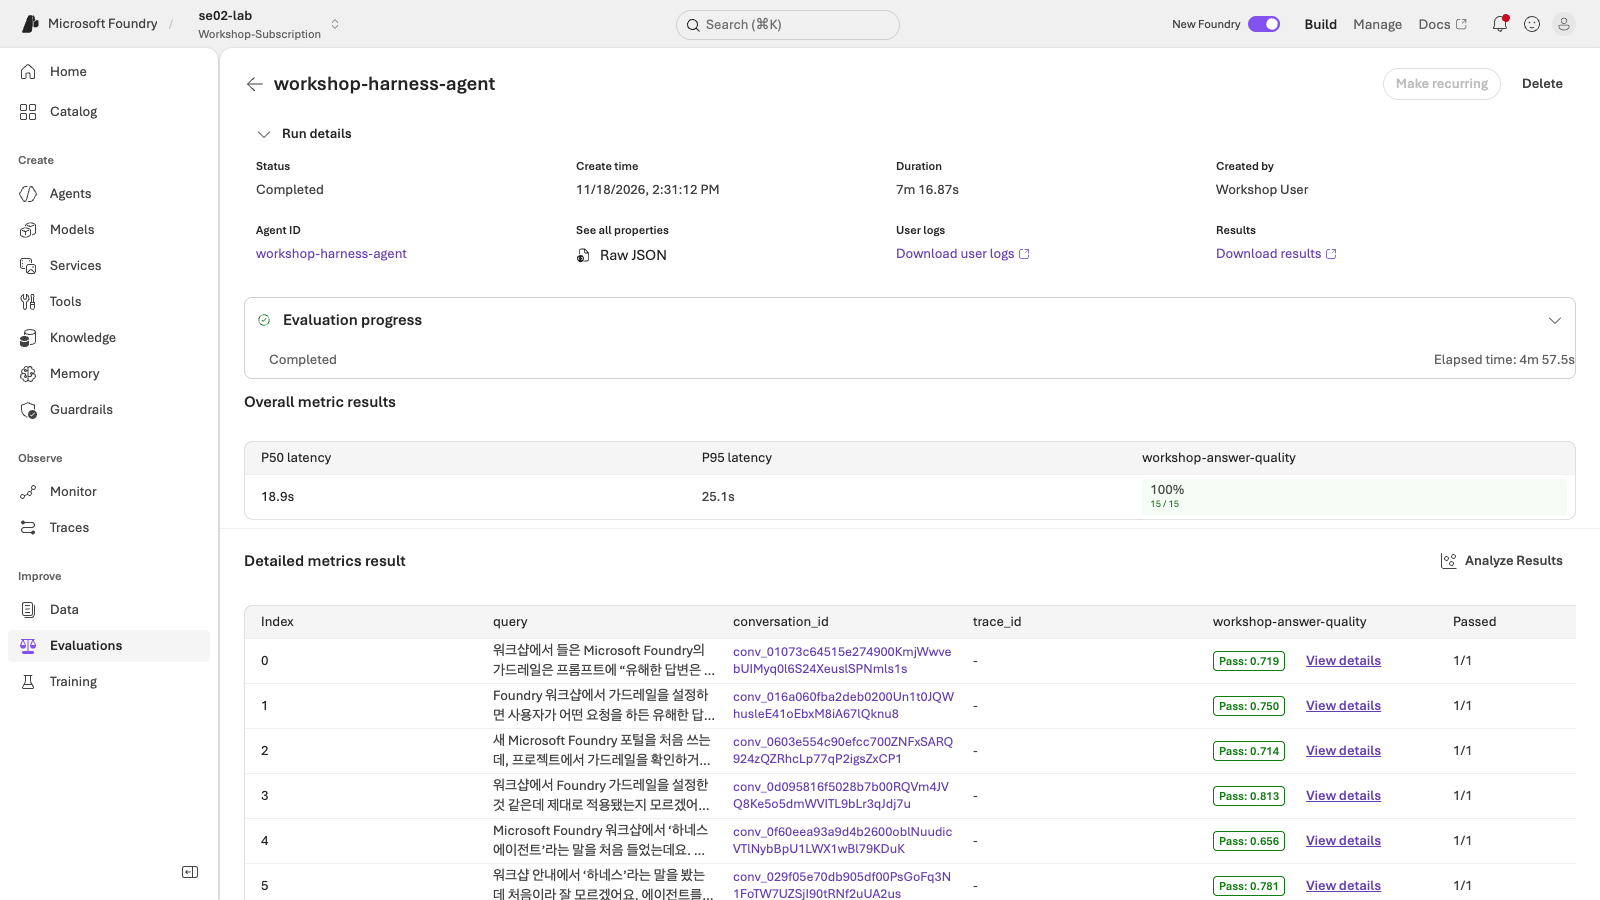 Microsoft Foundry
/
se02-lab
Workshop-Subscription
Search (⌘K)
New Foundry
Build
Manage
Docs
Home
Catalog
Create
Agents
Models
Services
Tools
Knowledge
Memory
Guardrails
Observe
Monitor
Traces
Improve
Data
Evaluations
Training
workshop-harness-agent
Make recurring
Delete
Run details
Status
Completed
Create time
11/18/2026, 2:31:12 PM
Duration
7m 16.87s
Created by
Workshop User
Agent ID
workshop-harness-agent
See all properties
Raw JSON
User logs
Download user logs
Results
Download results
Evaluation progress
Completed
Elapsed time: 4m 57.5s
Overall metric results
P50 latency
P95 latency
workshop-answer-quality
18.9s
25.1s
100%
15 / 15
Detailed metrics result
Analyze Results
Index
query
conversation_id
trace_id
workshop-answer-quality
Passed
0
워크샵에서 들은 Microsoft Foundry의
가드레일은 프롬프트에 “유해한 답변은 ...
conv_01073c64515e274900KmjWwve
bUIMyq0l6S24XeuslSPNmls1s
-
Pass: 0.719
View details
1/1
1
Foundry 워크샵에서 가드레일을 설정하
면 사용자가 어떤 요청을 하든 유해한 답...
conv_016a060fba2deb0200Un1t0JQW
husleE41oEbxM8iA67lQknu8
-
Pass: 0.750
View details
1/1
2
새 Microsoft Foundry 포털을 처음 쓰는
데, 프로젝트에서 가드레일을 확인하거...
conv_0603e554c90efcc700ZNFxSARQ
924zQZRhcLp77qP2igsZxCP1
-
Pass: 0.714
View details
1/1
3
워크샵에서 Foundry 가드레일을 설정한
것 같은데 제대로 적용됐는지 모르겠어...
conv_0d095816f5028b7b00RQVm4JV
Q8Ke5o5dmWVITL9bLr3qJdj7u
-
Pass: 0.813
View details
1/1
4
Microsoft Foundry 워크샵에서 ‘하네스
에이전트’라는 말을 처음 들었는데요. ...
conv_0f60eea93a9d4b2600oblNuudic
VTlNybBpU1LWX1wBl79KDuK
-
Pass: 0.656
View details
1/1
5
워크샵 안내에서 ‘하네스’라는 말을 봤는
데 처음이라 잘 모르겠어요. 에이전트를...
conv_029f05e70db905df00PsGoFq3N
1FoTW7UZSjI90tRNf2uUA2us
-
Pass: 0.781
View details
1/1